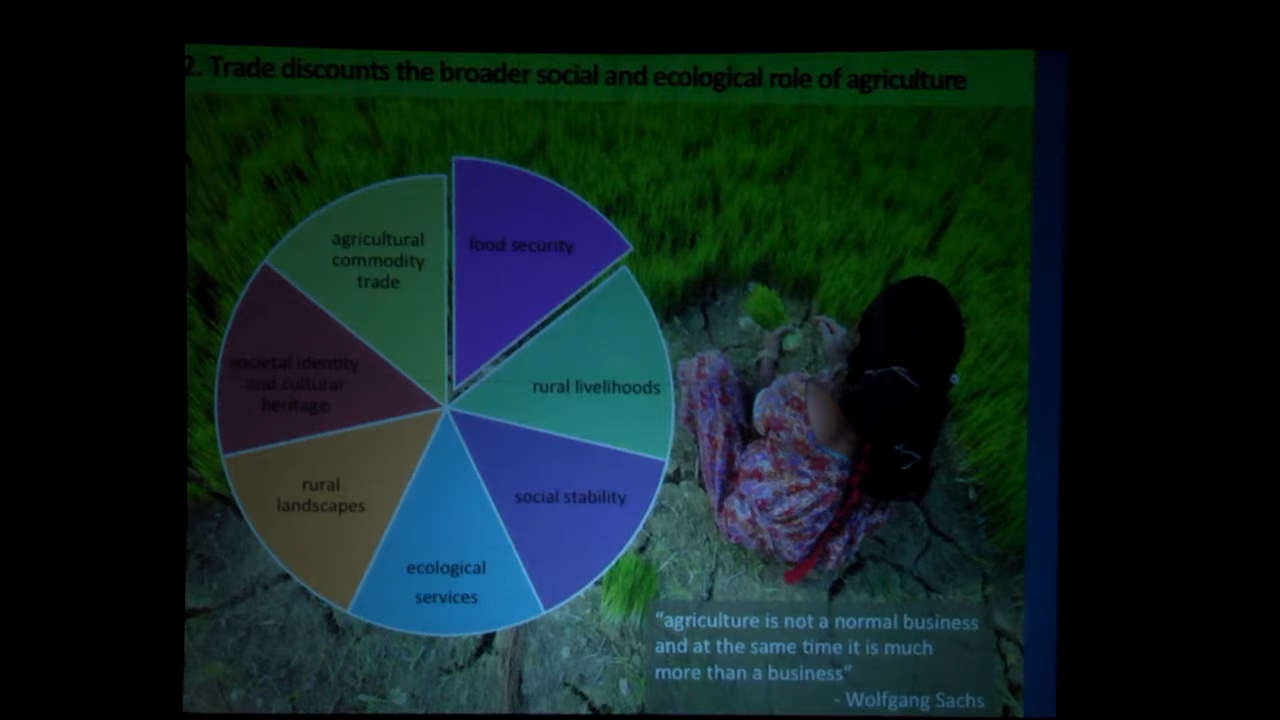 2. Trade discounts the broader social and ecological role of agriculture
agricultural
commodity
trade
food security
rural livelihoods
social stability
ecological
services
rural
landscapes
societal identity
and cultural
heritage
“agriculture is not a normal business
and at the same time it is much
more than a business”
- Wolfgang Sachs